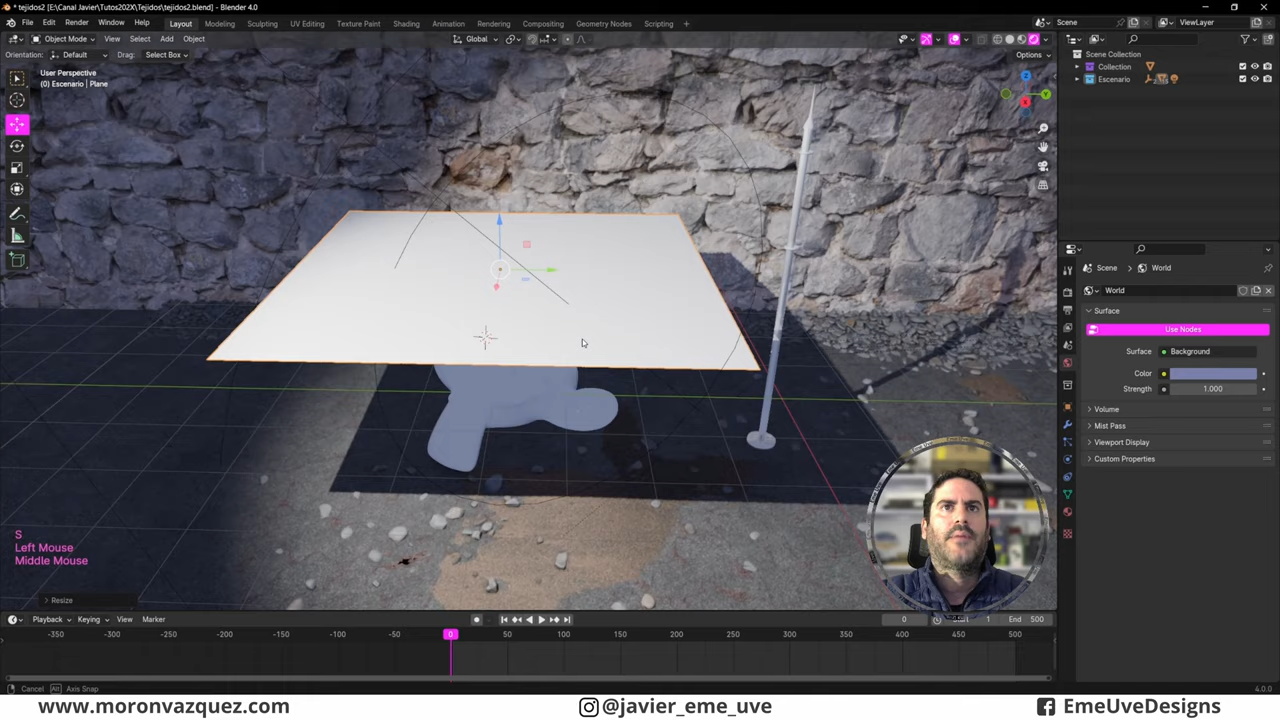 * tejidos2 [E:\Canal Javier\Tutos202X\Tejidos\tejidos2.blend] - Blender 4.0
File Edit Render Window Help Layout Modeling Sculpting UV Editing Texture Paint Shading Animation Rendering Compositing Geometry Nodes Scripting + Scene ViewLayer
Object Mode View Select Add Object Global
Orientation: Default Drag: Select Box Options
User Perspective
(0) Escenario | Plane
Scene Collection
Collection
Escenario
Z
Y
X
Scene > World
World
Surface
Use Nodes
Surface Background
Color
Strength 1.000
Volume
Mist Pass
Viewport Display
Custom Properties
S
Left Mouse
Middle Mouse
> Resize
Playback Keying View Marker 0 Start 1 End 500
-350 -300 -250 -200 -150 -100 -50 0 50 100 150 200 250 300 350 400 450 500
Cancel Alt Axis Snap 4.0.0
www.moronvazquez.com @javier_eme_uve EmeUveDesigns